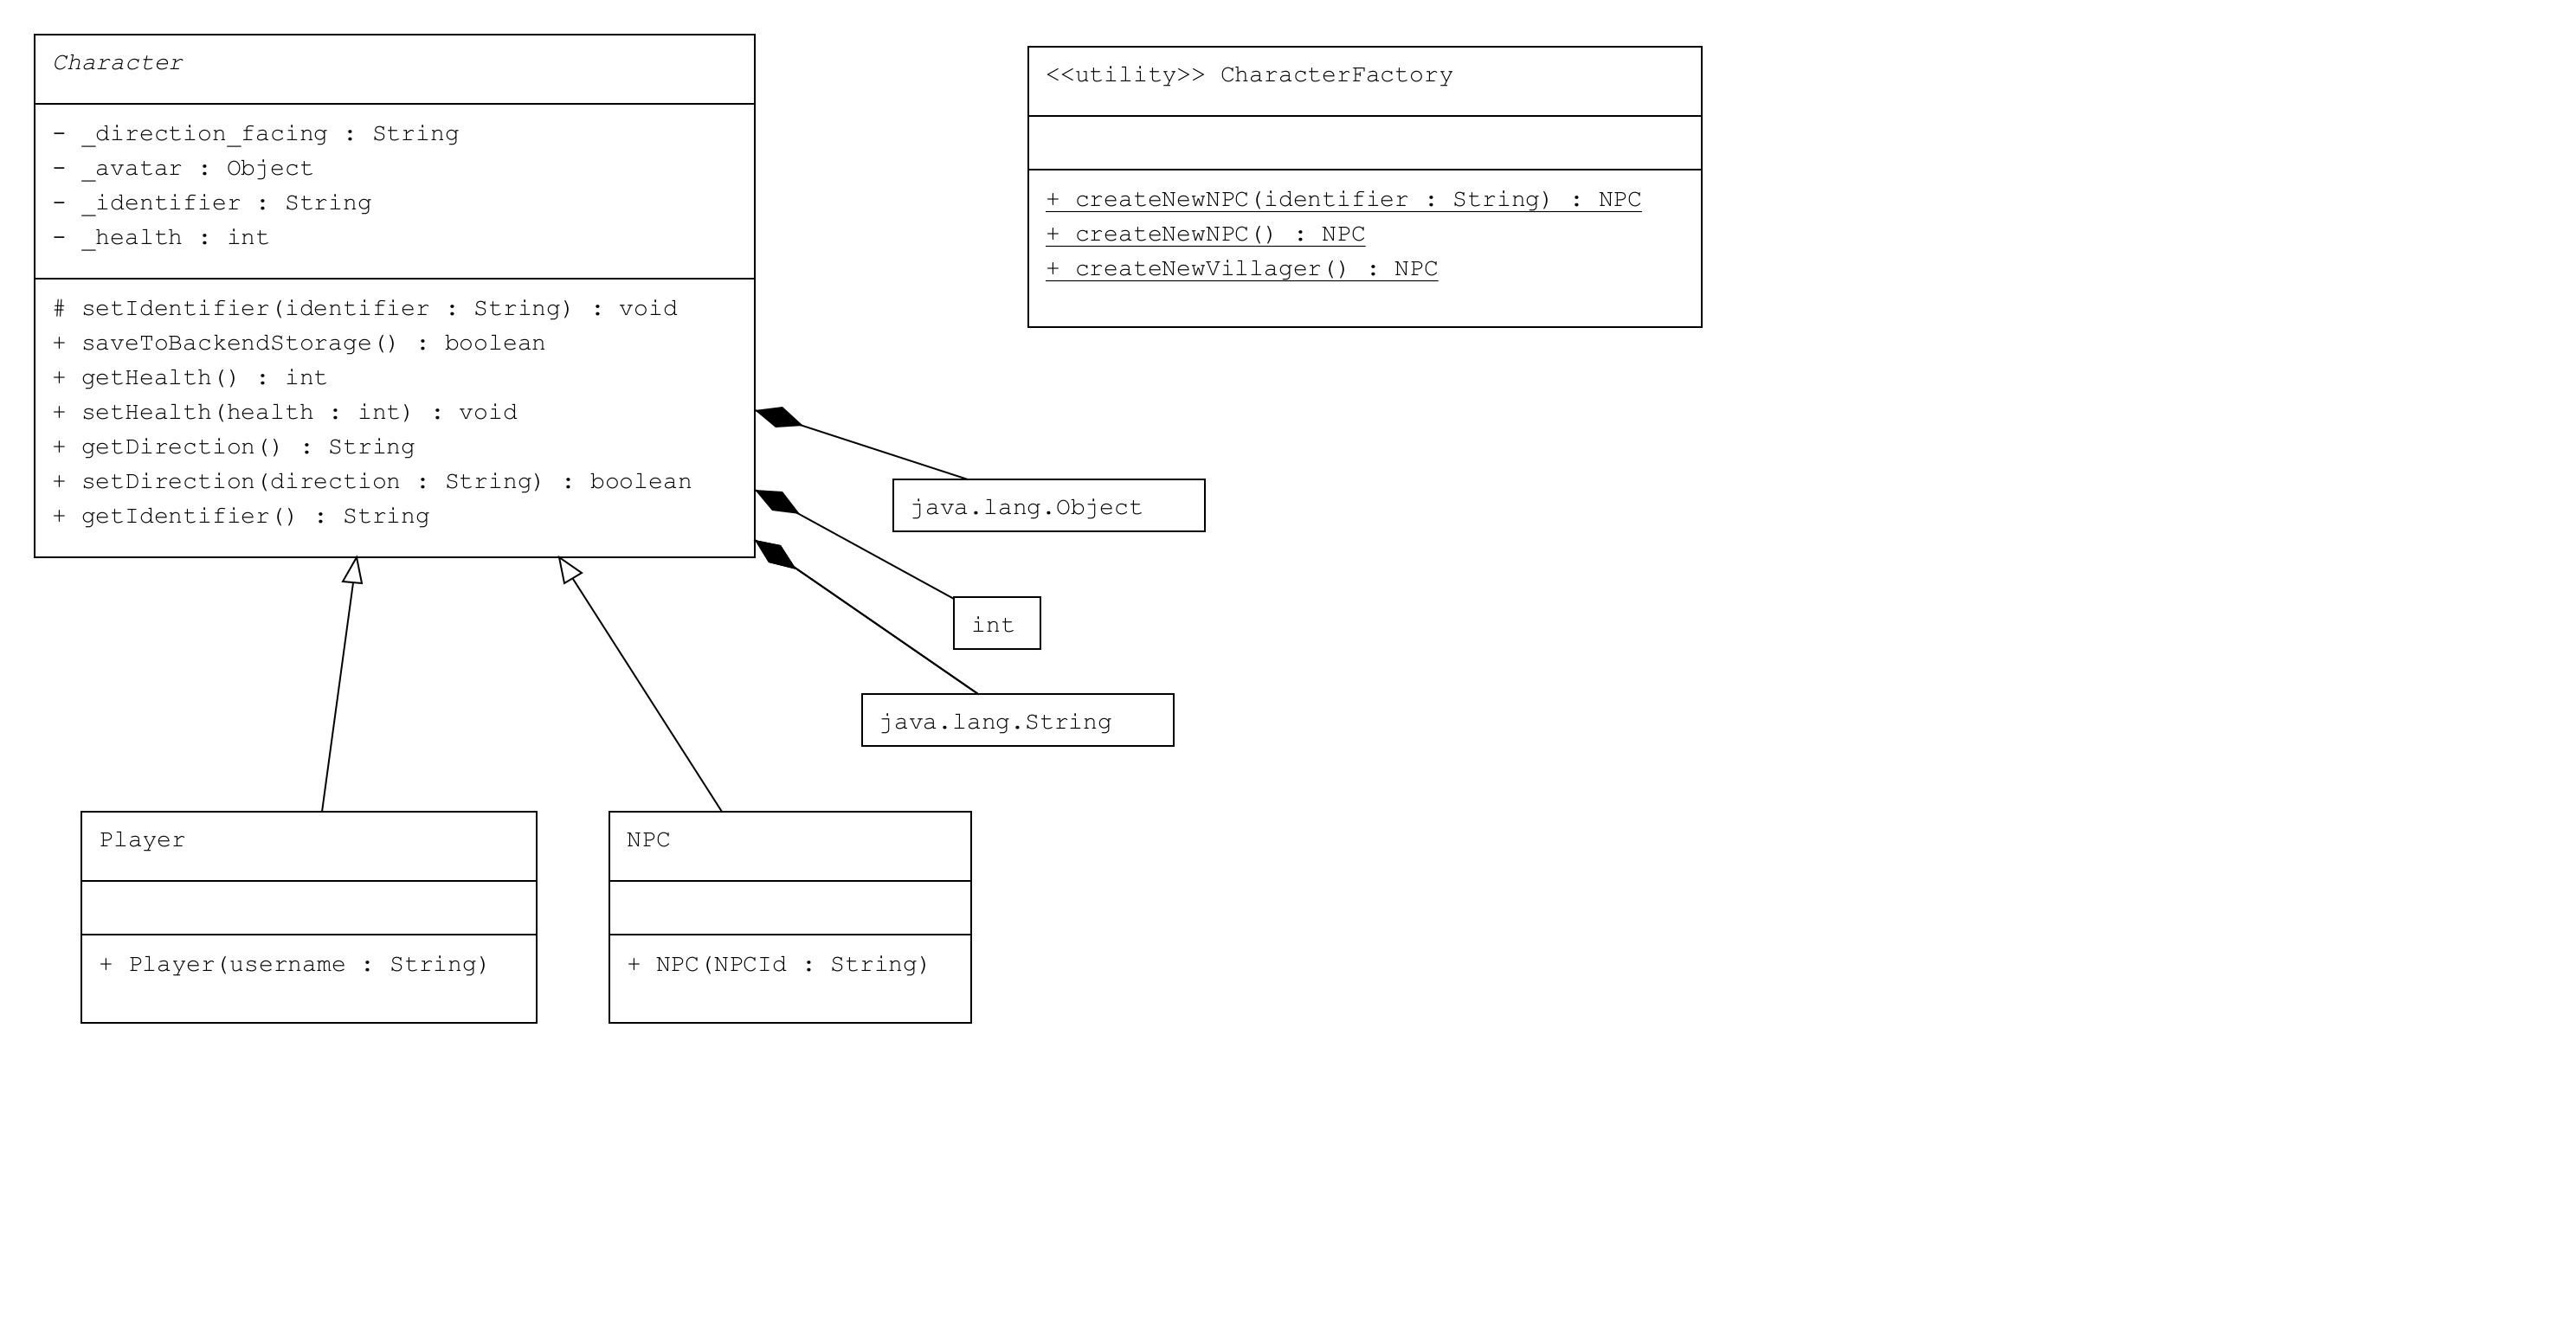 Character
- _direction_facing : String
- _avatar : Object
- _identifier : String
- _health : int
# setIdentifier(identifier : String) : void
+ saveToBackendStorage() : boolean
+ getHealth() : int
+ setHealth(health : int) : void
+ getDirection() : String
+ setDirection(direction : String) : boolean
+ getIdentifier() : String
<<utility>> CharacterFactory
+ createNewNPC(identifier : String) : NPC
+ createNewNPC() : NPC
+ createNewVillager() : NPC
java.lang.Object
int
java.lang.String
Player
+ Player(username : String)
NPC
+ NPC(NPCId : String)